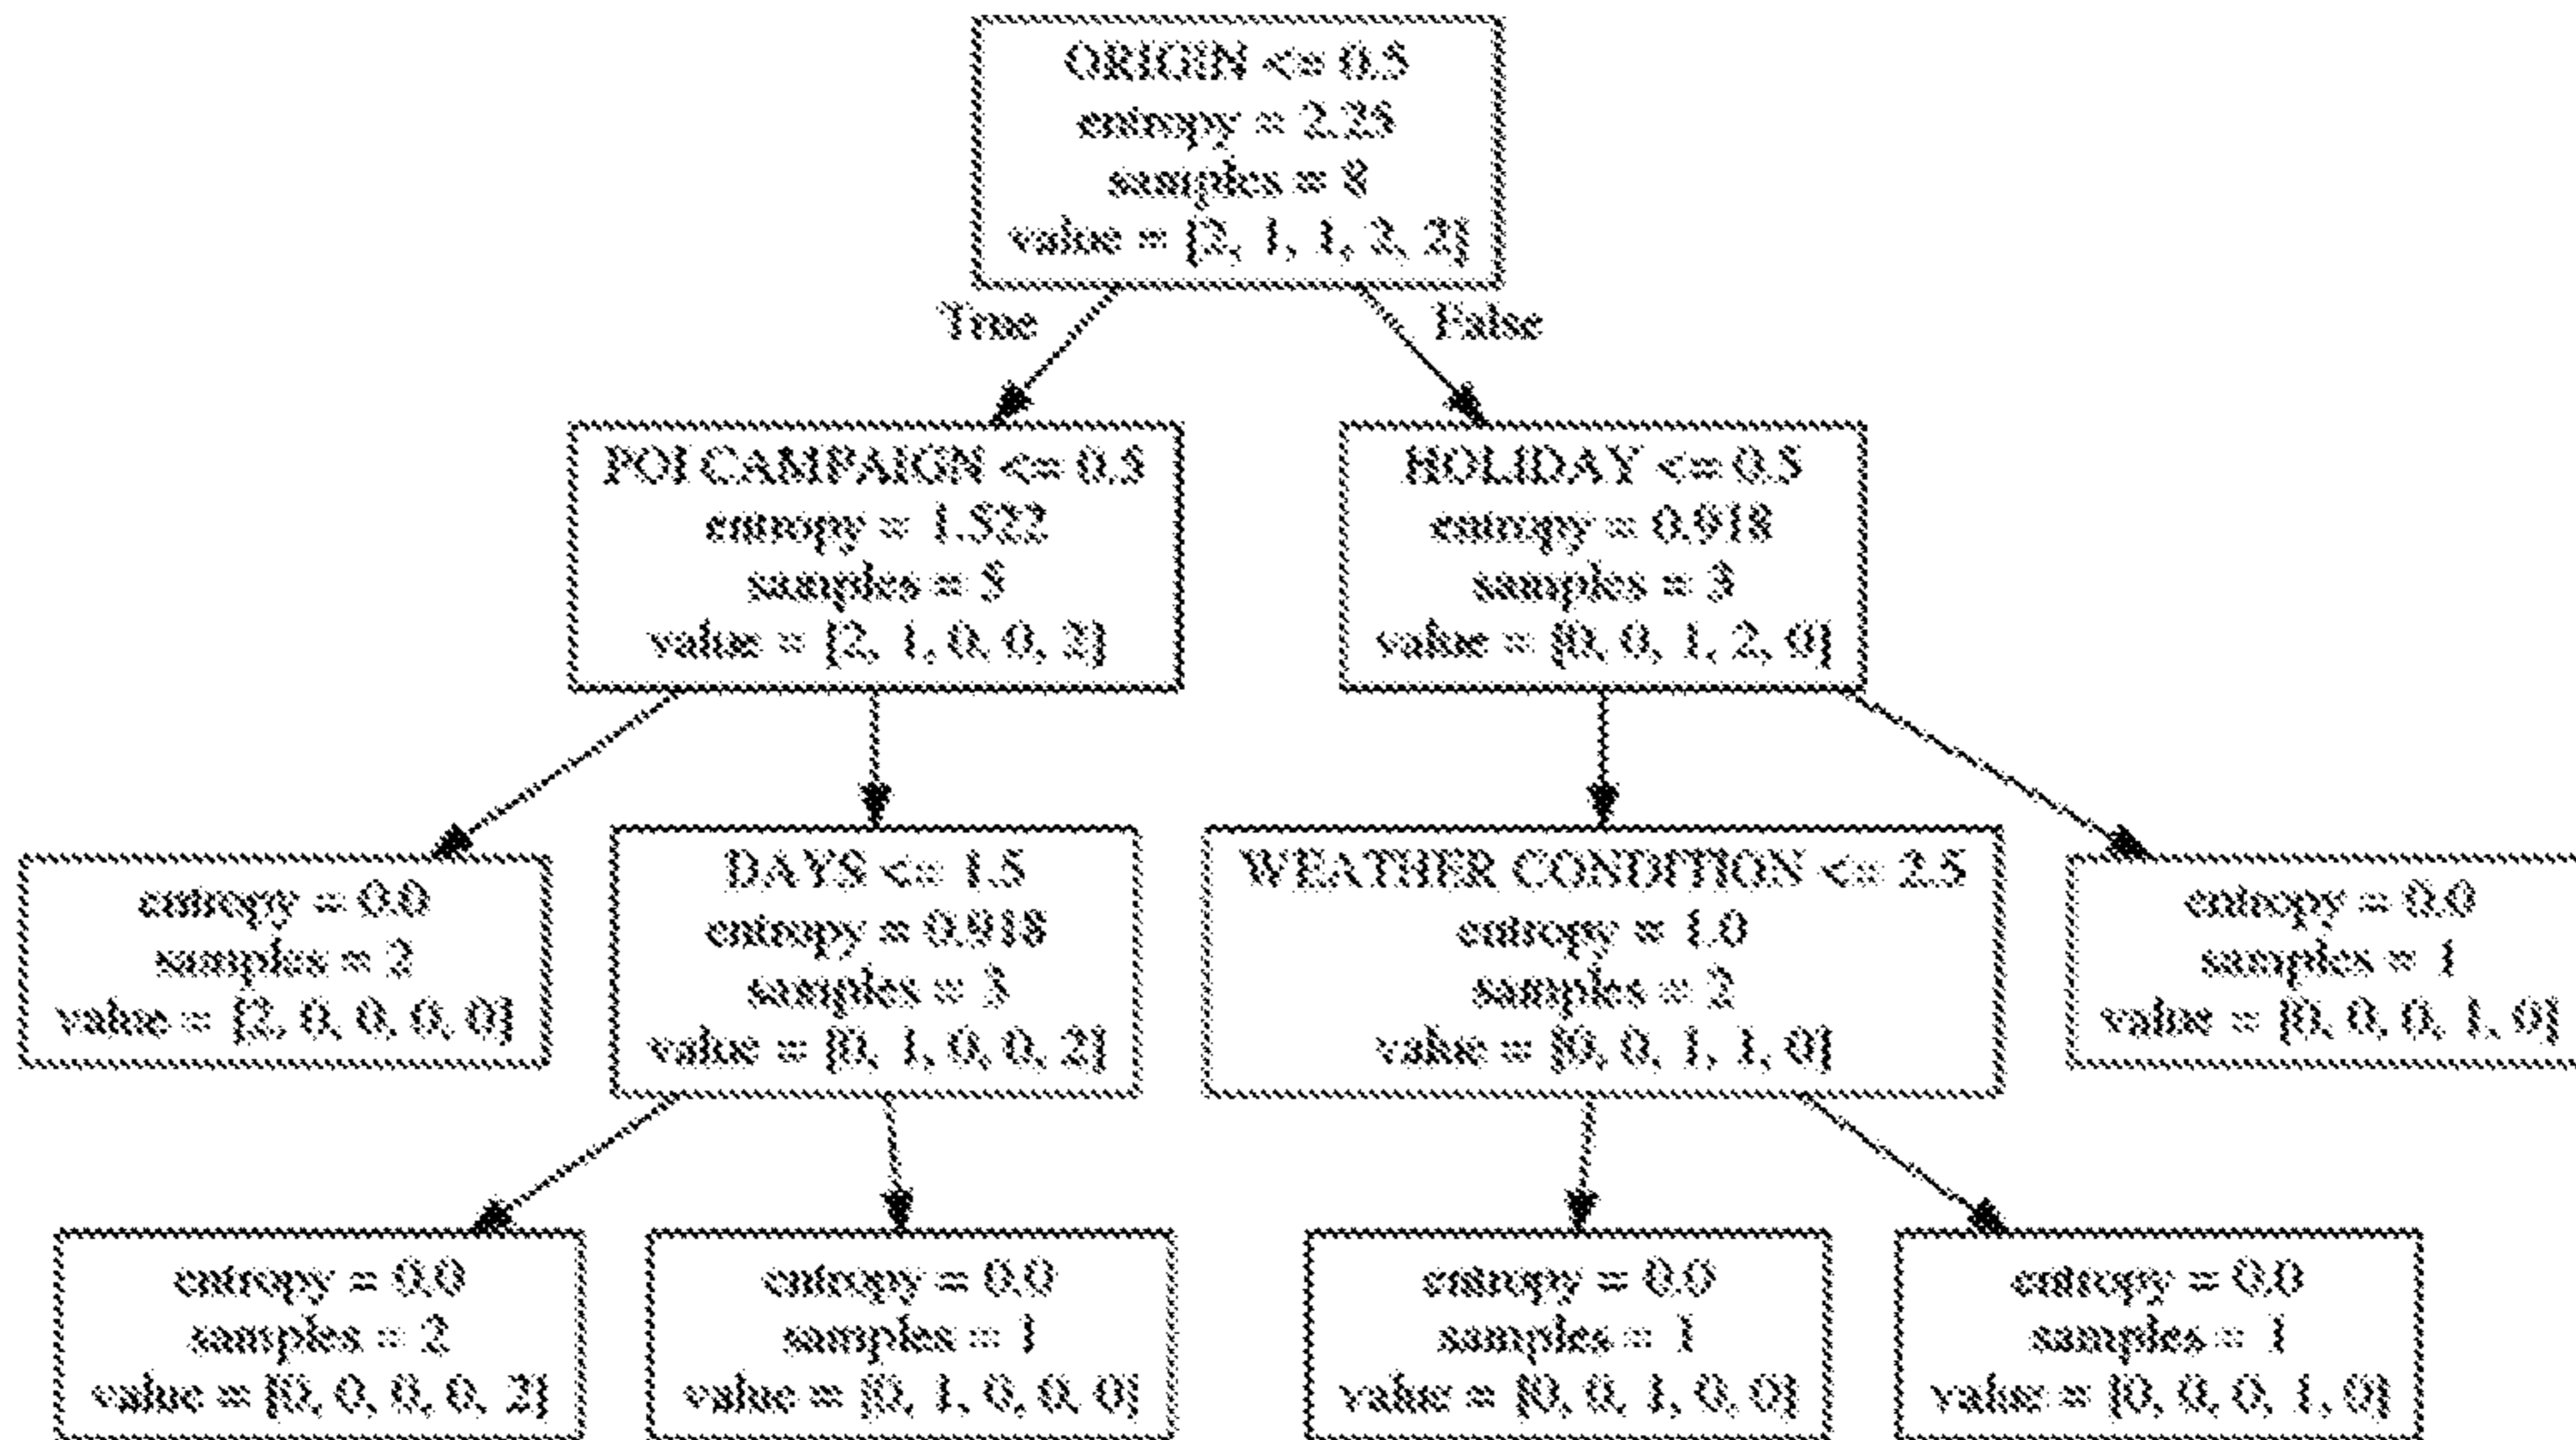 ORIGIN <= 0.5
entropy = 2.25
samples = 8
value = [2, 1, 1, 2, 2]
True
False
POI CAMPAIGN <= 0.5
entropy = 1.522
samples = 5
value = [2, 1, 0, 0, 2]
HOLIDAY <= 0.5
entropy = 0.918
samples = 3
value = [0, 0, 1, 2, 0]
entropy = 0.0
samples = 2
value = [2, 0, 0, 0, 0]
DAYS <= 1.5
entropy = 0.918
samples = 3
value = [0, 1, 0, 0, 2]
WEATHER CONDITION <= 2.5
entropy = 1.0
samples = 2
value = [0, 0, 1, 1, 0]
entropy = 0.0
samples = 1
value = [0, 0, 0, 1, 0]
entropy = 0.0
samples = 2
value = [0, 0, 0, 0, 2]
entropy = 0.0
samples = 1
value = [0, 1, 0, 0, 0]
entropy = 0.0
samples = 1
value = [0, 0, 1, 0, 0]
entropy = 0.0
samples = 1
value = [0, 0, 0, 1, 0]